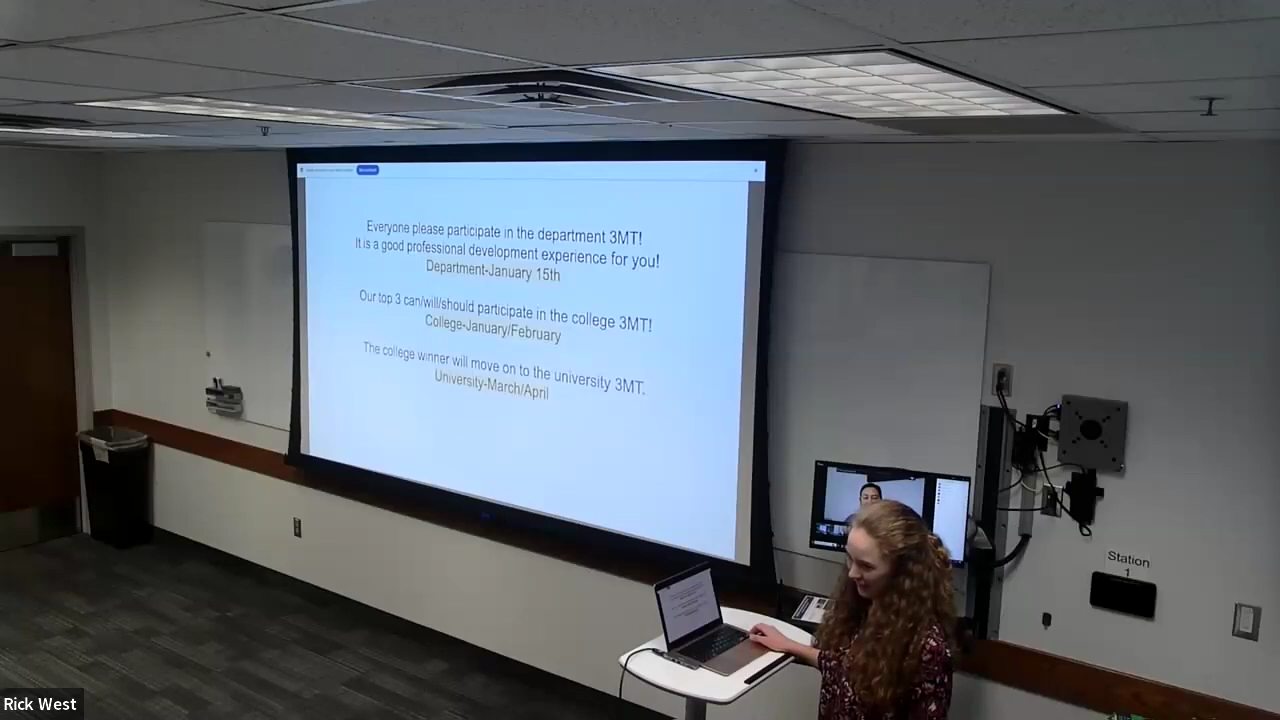 Everyone please participate in the department 3MT!
It is a good professional development experience for you!
Department-January 15th
Our top 3 can/will/should participate in the college 3MT!
College-January/February
The college winner will move on to the university 3MT.
University-March/April
Station
1
Rick West